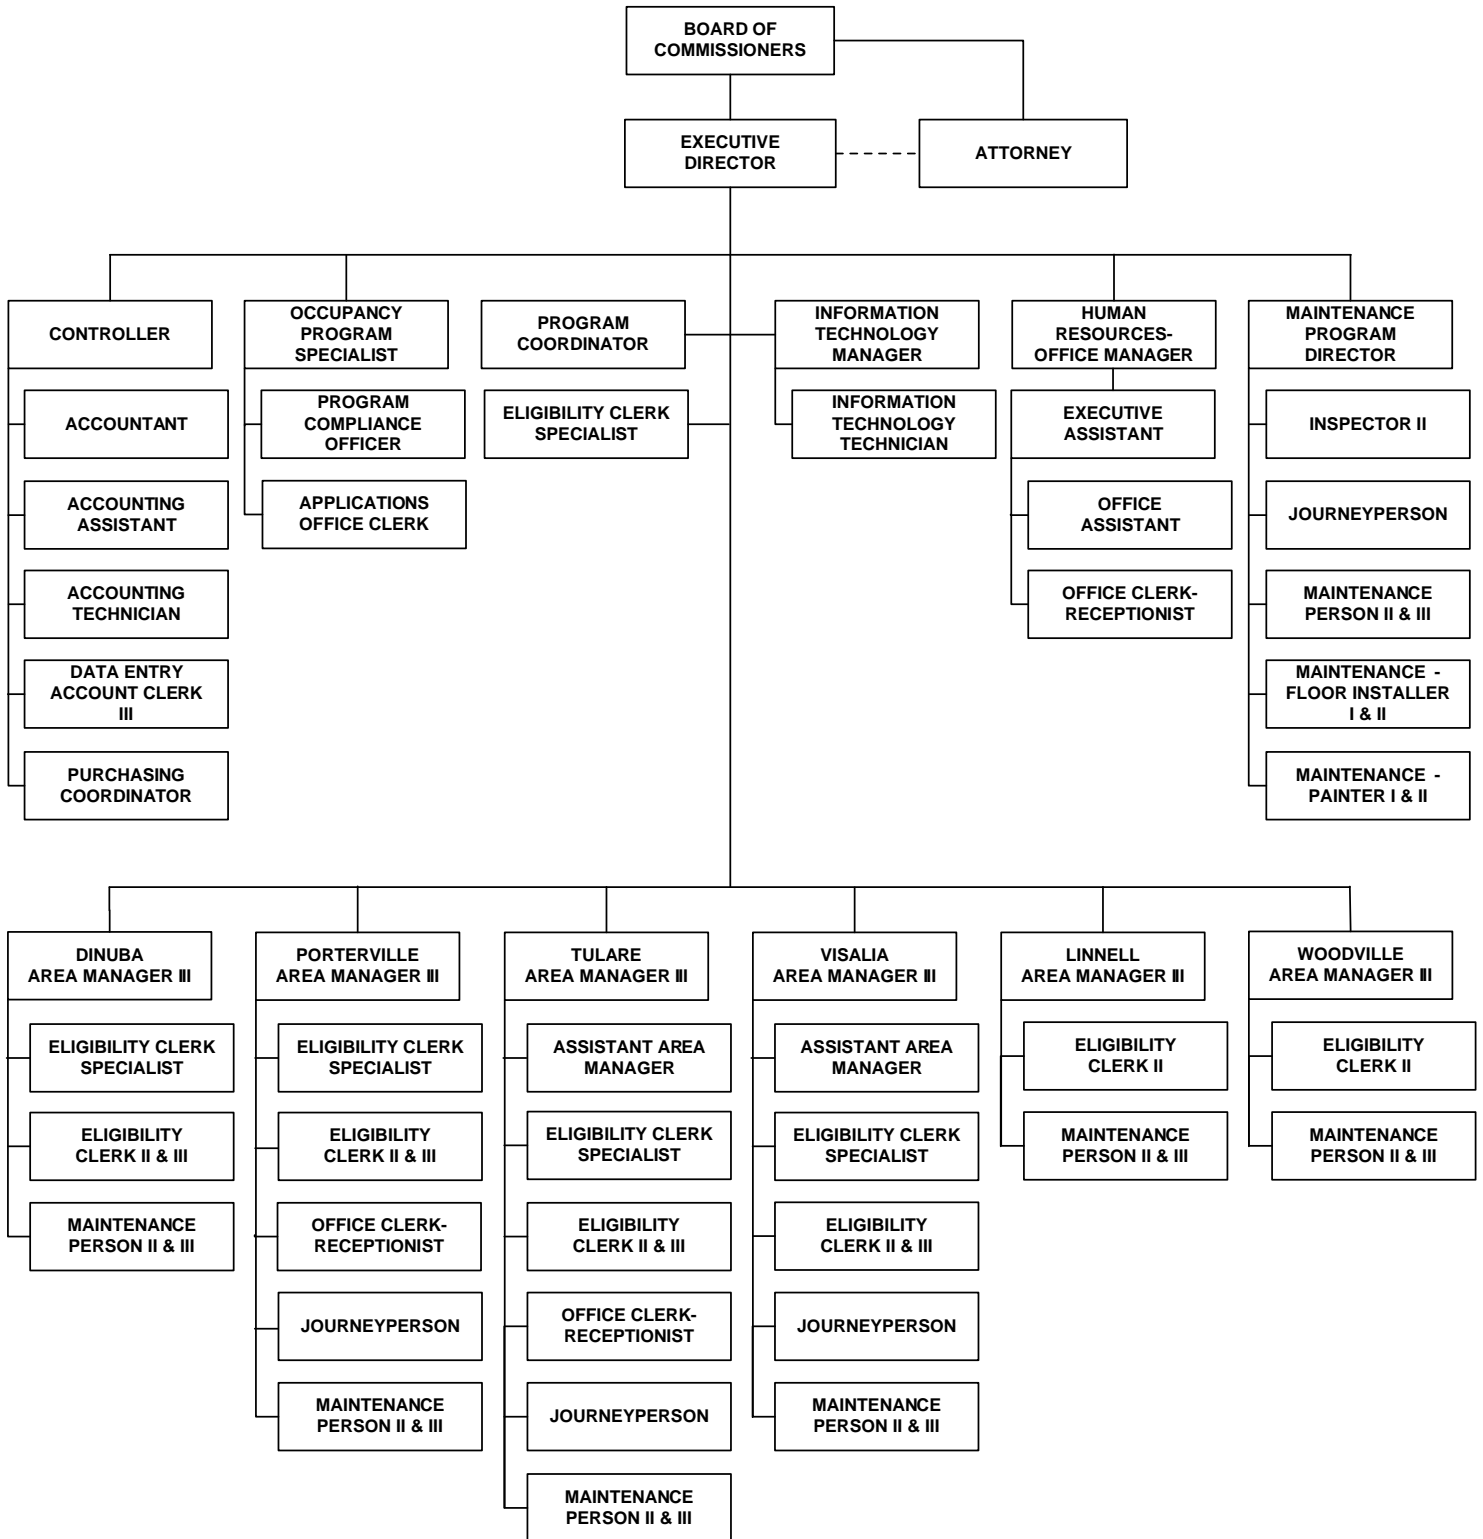 BOARD OF
COMMISSIONERS
EXECUTIVE
DIRECTOR
ATTORNEY
CONTROLLER
OCCUPANCY
PROGRAM
SPECIALIST
PROGRAM
COORDINATOR
INFORMATION
TECHNOLOGY
MANAGER
HUMAN
RESOURCES-
OFFICE MANAGER
MAINTENANCE
PROGRAM
DIRECTOR
ACCOUNTANT
PROGRAM
COMPLIANCE
OFFICER
ELIGIBILITY CLERK
SPECIALIST
INFORMATION
TECHNOLOGY
TECHNICIAN
EXECUTIVE
ASSISTANT
INSPECTOR II
ACCOUNTING
ASSISTANT
APPLICATIONS
OFFICE CLERK
OFFICE
ASSISTANT
JOURNEYPERSON
ACCOUNTING
TECHNICIAN
OFFICE CLERK-
RECEPTIONIST
MAINTENANCE
PERSON II & III
DATA ENTRY
ACCOUNT CLERK
III
MAINTENANCE -
FLOOR INSTALLER
I & II
PURCHASING
COORDINATOR
MAINTENANCE -
PAINTER I & II
DINUBA
AREA MANAGER III
PORTERVILLE
AREA MANAGER III
TULARE
AREA MANAGER III
VISALIA
AREA MANAGER III
LINNELL
AREA MANAGER III
WOODVILLE
AREA MANAGER III
ELIGIBILITY CLERK
SPECIALIST
ELIGIBILITY CLERK
SPECIALIST
ASSISTANT AREA
MANAGER
ASSISTANT AREA
MANAGER
ELIGIBILITY
CLERK II
ELIGIBILITY
CLERK II
ELIGIBILITY
CLERK II & III
ELIGIBILITY
CLERK II & III
ELIGIBILITY CLERK
SPECIALIST
ELIGIBILITY CLERK
SPECIALIST
MAINTENANCE
PERSON II & III
MAINTENANCE
PERSON II & III
MAINTENANCE
PERSON II & III
OFFICE CLERK-
RECEPTIONIST
ELIGIBILITY
CLERK II & III
ELIGIBILITY
CLERK II & III
JOURNEYPERSON
OFFICE CLERK-
RECEPTIONIST
JOURNEYPERSON
MAINTENANCE
PERSON II & III
JOURNEYPERSON
MAINTENANCE
PERSON II & III
MAINTENANCE
PERSON II & III